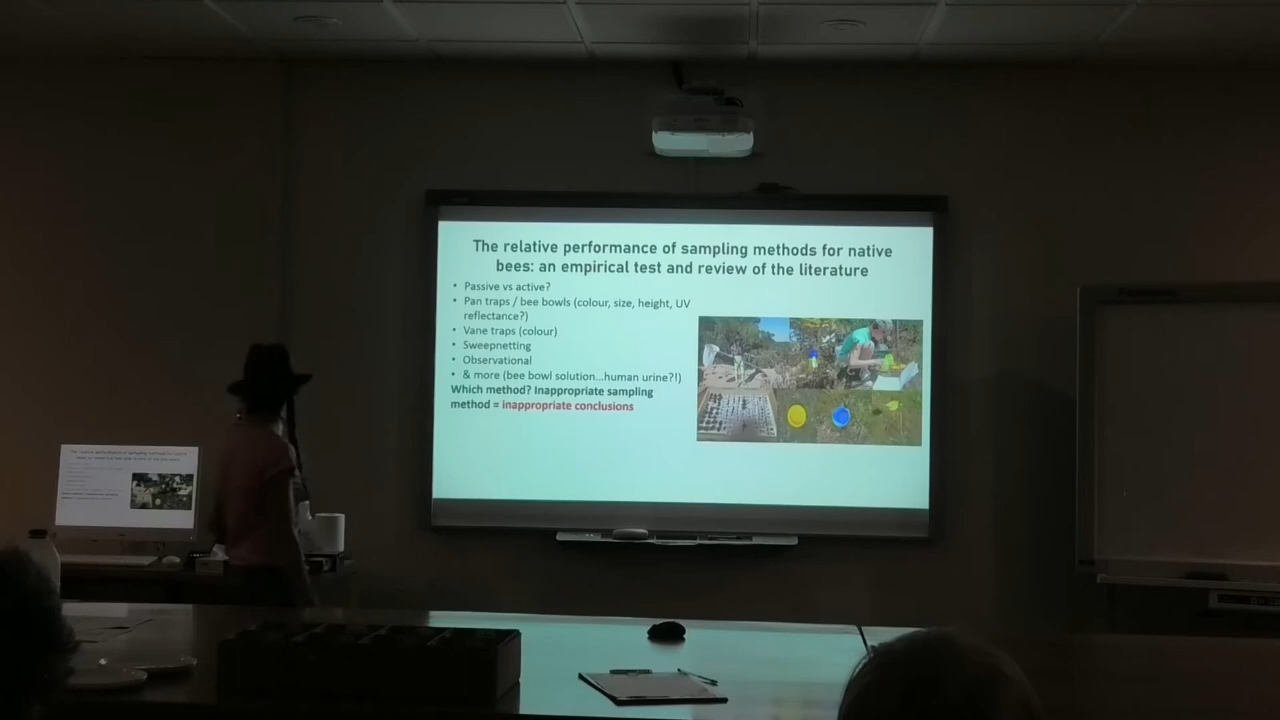 The relative performance of sampling methods for native
bees: an empirical test and review of the literature
• Passive vs active?
• Pan traps / bee bowls (colour, size, height, UV
reflectance?)
• Vane traps (colour)
• Sweepnetting
• Observational
• & more (bee bowl solution...human urine?!)
Which method? Inappropriate sampling
method = inappropriate conclusions